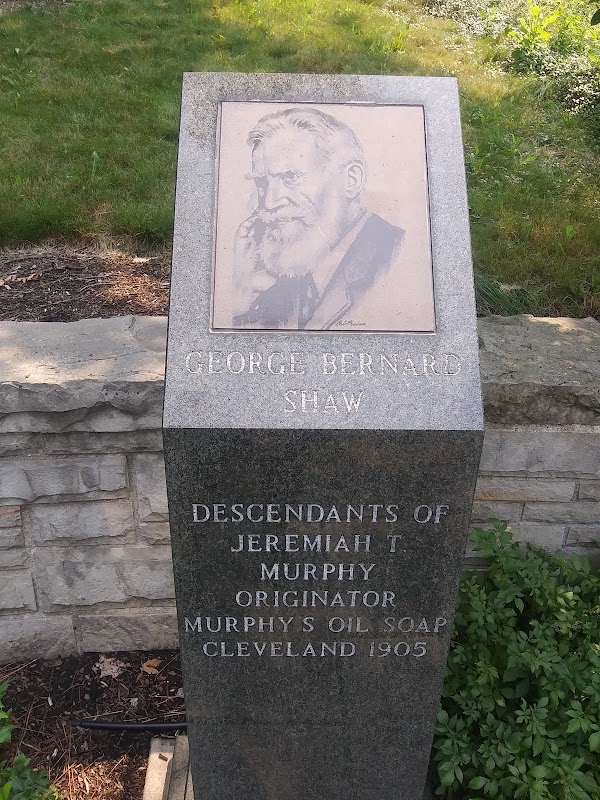 GEORGE BERNARD
SHAW
DESCENDANTS OF
JEREMIAH T.
MURPHY
ORIGINATOR
MURPHY'S OIL SOAP
CLEVELAND 1905